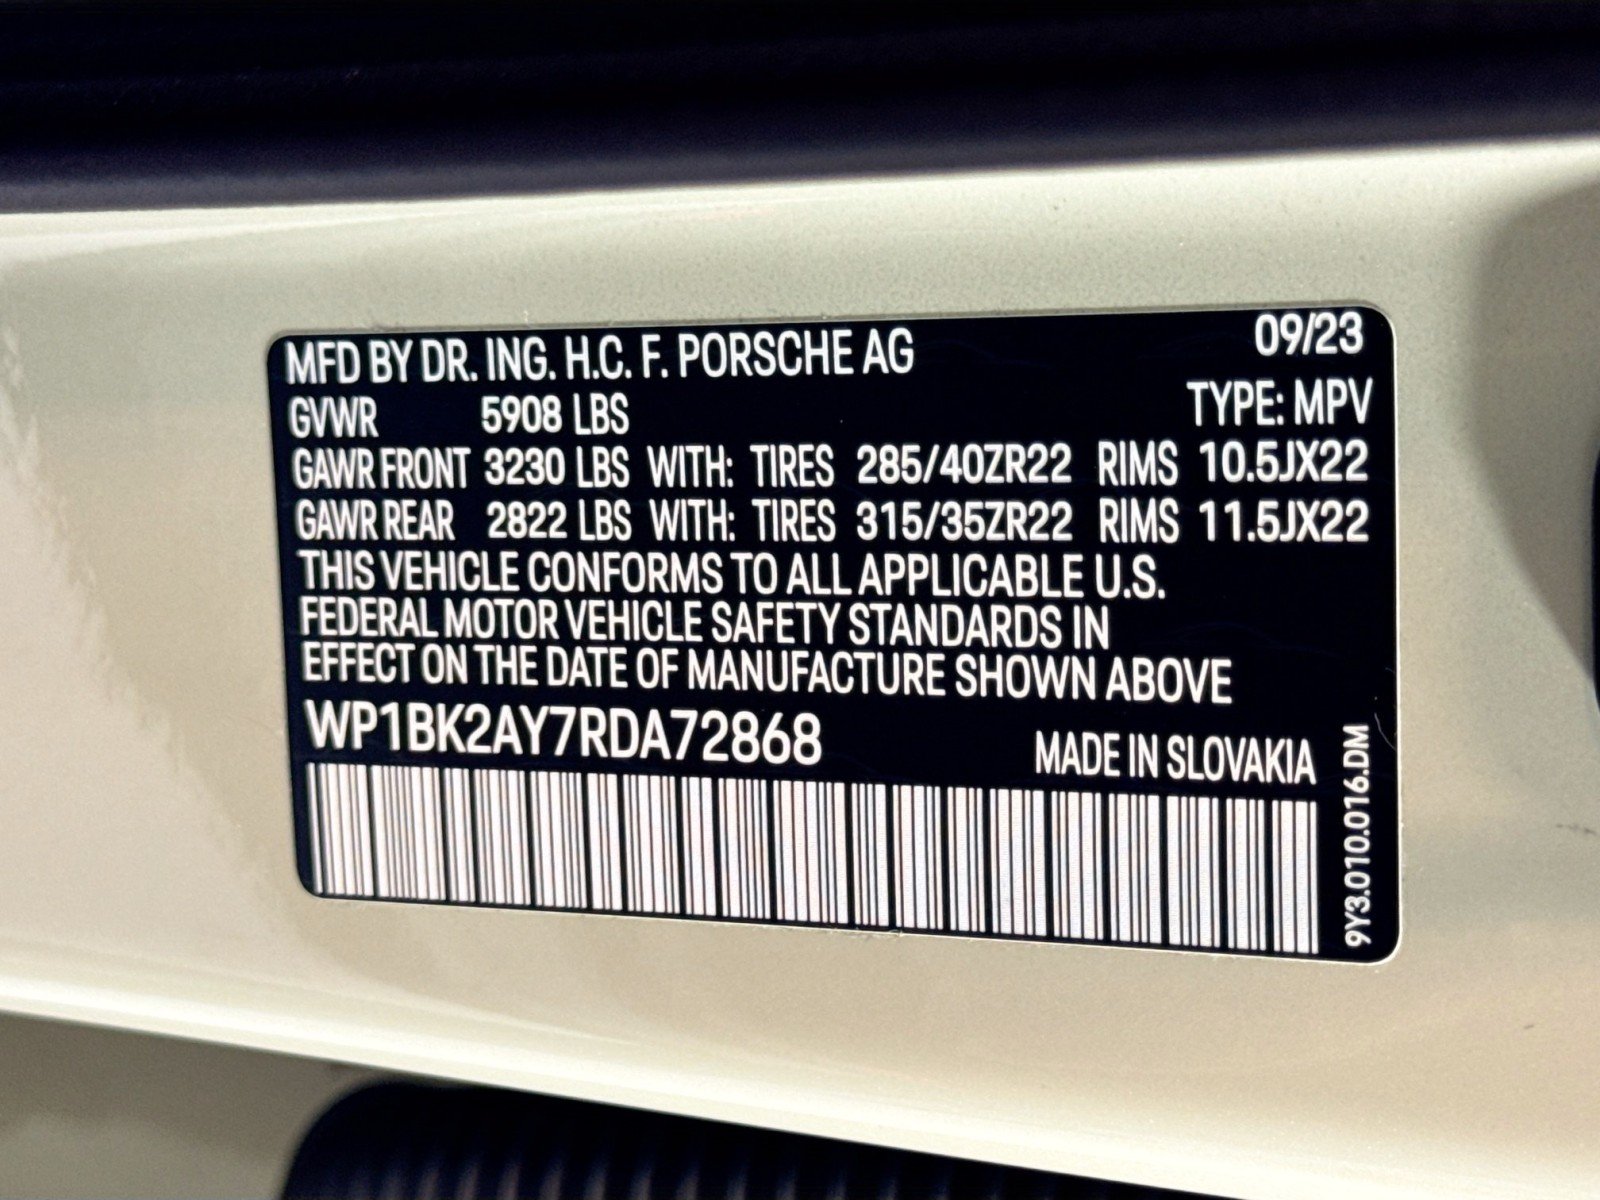 MFD BY DR. ING. H.C. F. PORSCHE AG 09/23
GVWR 5908 LBS TYPE: MPV
GAWR FRONT 3230 LBS WITH: TIRES 285/40ZR22 RIMS 10.5JX22
GAWR REAR 2822 LBS WITH: TIRES 315/35ZR22 RIMS 11.5JX22
THIS VEHICLE CONFORMS TO ALL APPLICABLE U.S.
FEDERAL MOTOR VEHICLE SAFETY STANDARDS IN
EFFECT ON THE DATE OF MANUFACTURE SHOWN ABOVE
WP1BK2AY7RDA72868 MADE IN SLOVAKIA
9Y3.010.016.DM